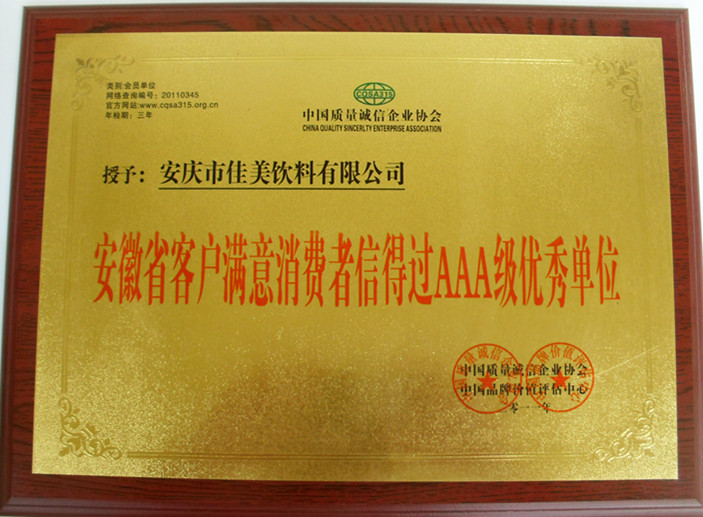 类别:会员单位
网络查询编号：20110345
官方网站:www.cqsa315.org.cn
年检期：三年
CQSA315
中国质量诚信企业协会
CHINA QUALITY SINCERLTY ENTERPRISE ASSOCIATION
授予：安庆市佳美饮料有限公司
安徽省客户满意消费者信得过AAA级优秀单位
中国质量诚信企业协会
中国品牌价值评估中心
零一一年